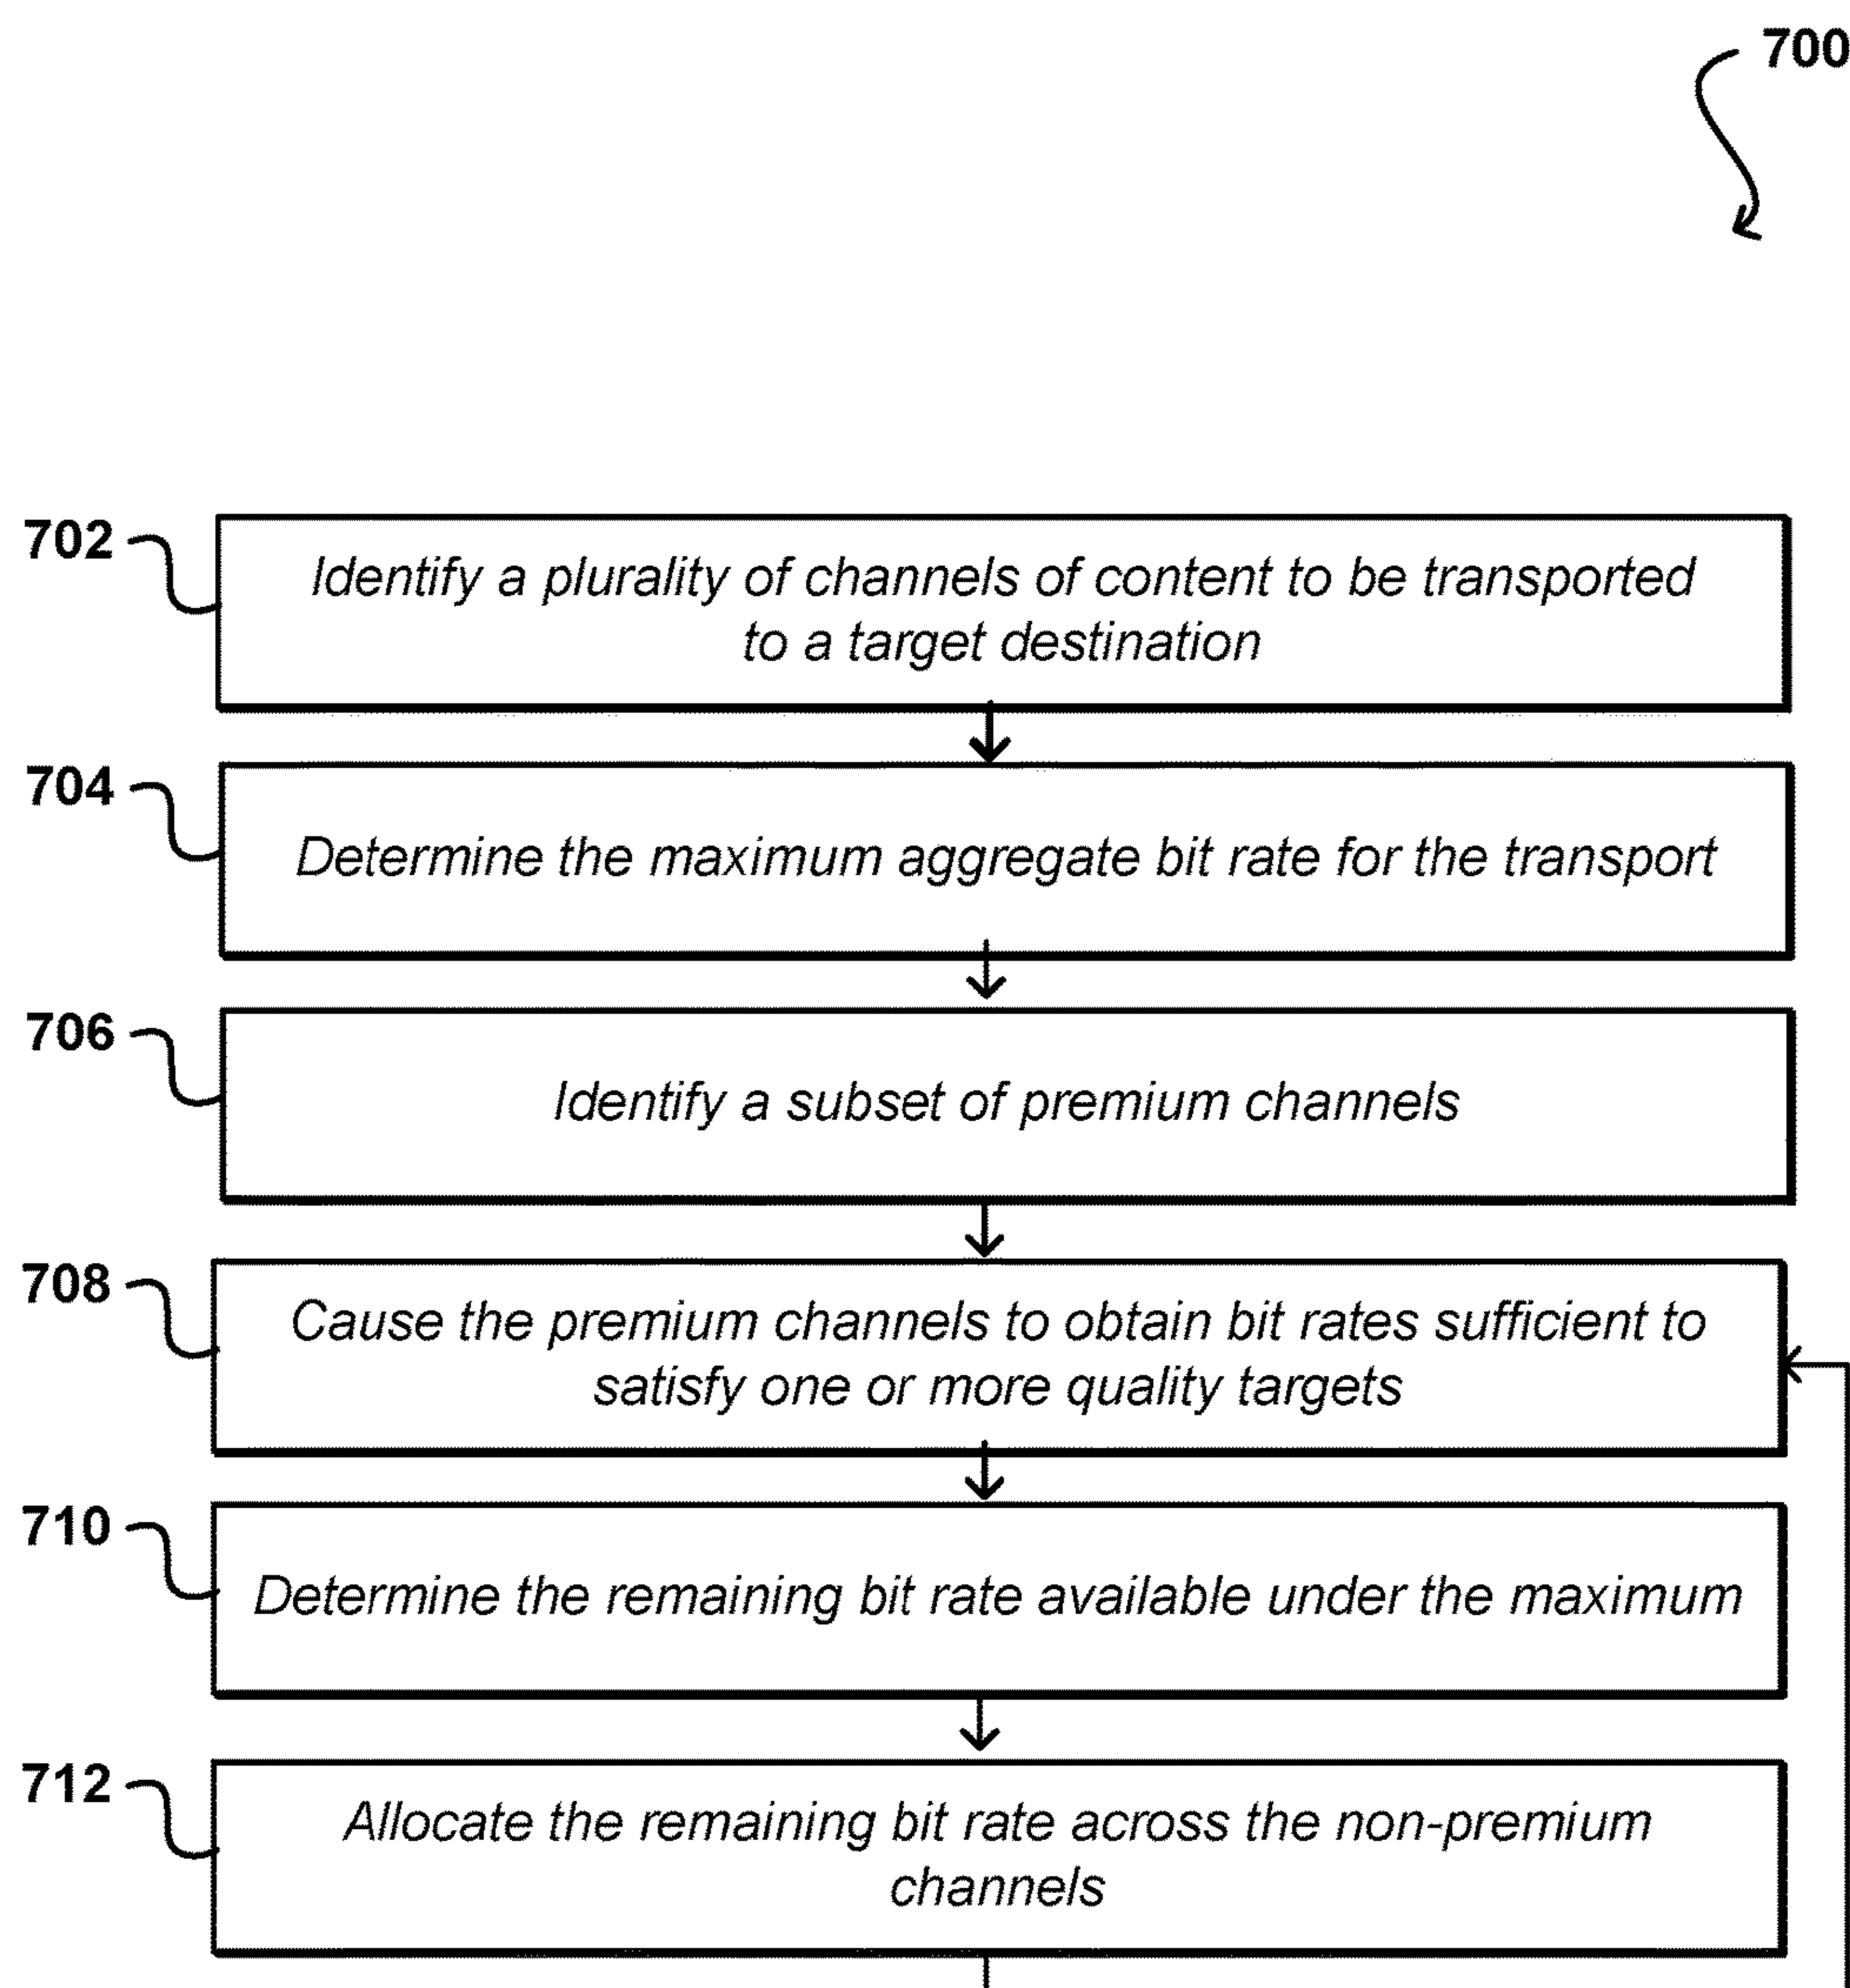 700
702
Identify a plurality of channels of content to be transported
to a target destination
704
Determine the maximum aggregate bit rate for the transport
706
Identify a subset of premium channels
708
Cause the premium channels to obtain bit rates sufficient to
satisfy one or more quality targets
710
Determine the remaining bit rate available under the maximum
712
Allocate the remaining bit rate across the non-premium
channels